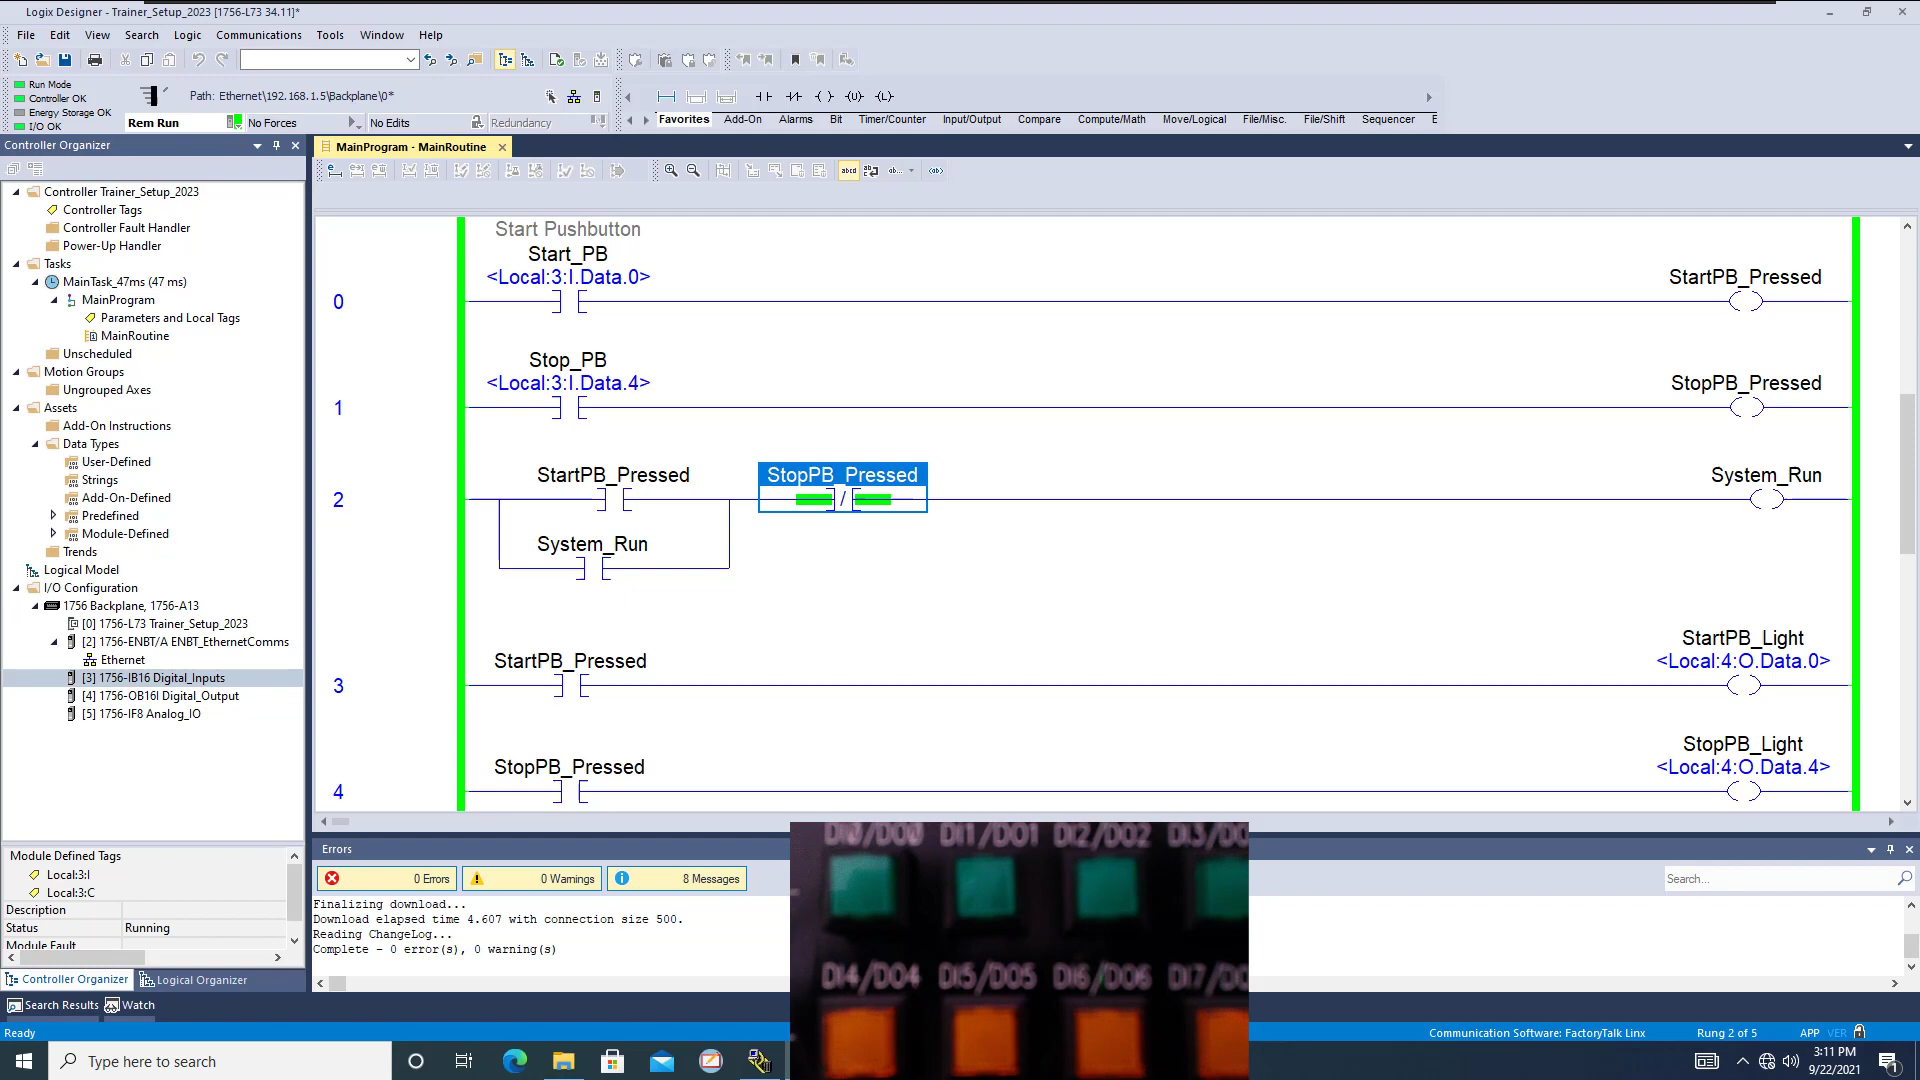 Logix Designer - Trainer_Setup_2023 [1756-L73 34.11]*
File Edit View Search Logic Communications Tools Window Help
Run Mode
Controller OK
Energy Storage OK
I/O OK
Path: Ethernet\192.168.1.5\Backplane\0*
Rem Run No Forces No Edits Redundancy
Favorites Add-On Alarms Bit Timer/Counter Input/Output Compare Compute/Math Move/Logical File/Misc. File/Shift Sequencer E
Controller Organizer
MainProgram - MainRoutine
Controller Trainer_Setup_2023
Controller Tags
Controller Fault Handler
Power-Up Handler
Tasks
MainTask_47ms (47 ms)
MainProgram
Parameters and Local Tags
MainRoutine
Unscheduled
Motion Groups
Ungrouped Axes
Assets
Add-On Instructions
Data Types
User-Defined
Strings
Add-On-Defined
Predefined
Module-Defined
Trends
Logical Model
I/O Configuration
1756 Backplane, 1756-A13
[0] 1756-L73 Trainer_Setup_2023
[2] 1756-ENBT/A ENBT_EthernetComms
Ethernet
[3] 1756-IB16 Digital_Inputs
[4] 1756-OB16I Digital_Output
[5] 1756-IF8 Analog_IO
Module Defined Tags
Local:3:I
Local:3:C
Description
Status Running
Module Fault
Controller Organizer Logical Organizer
Start Pushbutton
Start_PB
<Local:3:I.Data.0>
StartPB_Pressed
0
Stop_PB
<Local:3:I.Data.4>
StopPB_Pressed
1
StartPB_Pressed StopPB_Pressed System_Run
2
System_Run
StartPB_Pressed
StartPB_Light
<Local:4:O.Data.0>
3
StopPB_Pressed
StopPB_Light
<Local:4:O.Data.4>
4
Errors
0 Errors 0 Warnings 8 Messages
Search...
Finalizing download...
Download elapsed time 4.607 with connection size 500.
Reading ChangeLog...
Complete - 0 error(s), 0 warning(s)
DI0/DO0 DI1/DO1 DI2/DO2 DI3/DO
DI4/DO4 DI5/DO5 DI6/DO6 DI7/DO
Search Results Watch
Ready
Communication Software: FactoryTalk Linx Rung 2 of 5 APP VER
Type here to search
3:11 PM
9/22/2021
1